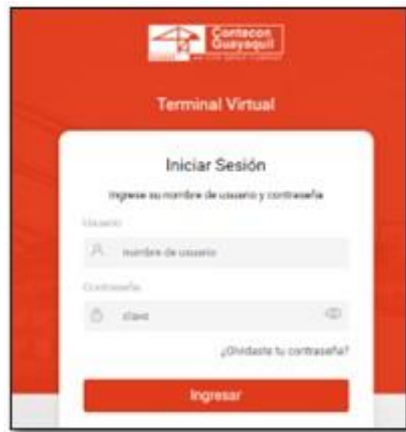 Contecon
Guayaquil
Terminal Virtual
Iniciar Sesión
Ingrese su nombre de usuario y contraseña
Usuario
nombre de usuario
Contraseña
clave
¿Olvidaste tu contraseña?
Ingresar